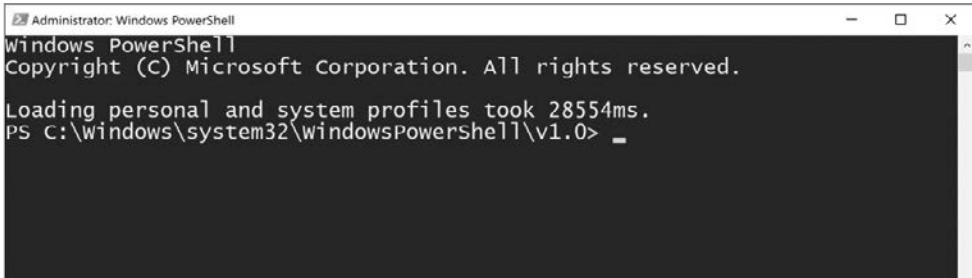 Administrator: Windows PowerShell
Windows PowerShell
Copyright (C) Microsoft Corporation. All rights reserved.
Loading personal and system profiles took 28554ms.
PS C:\Windows\system32\WindowsPowerShell\v1.0>